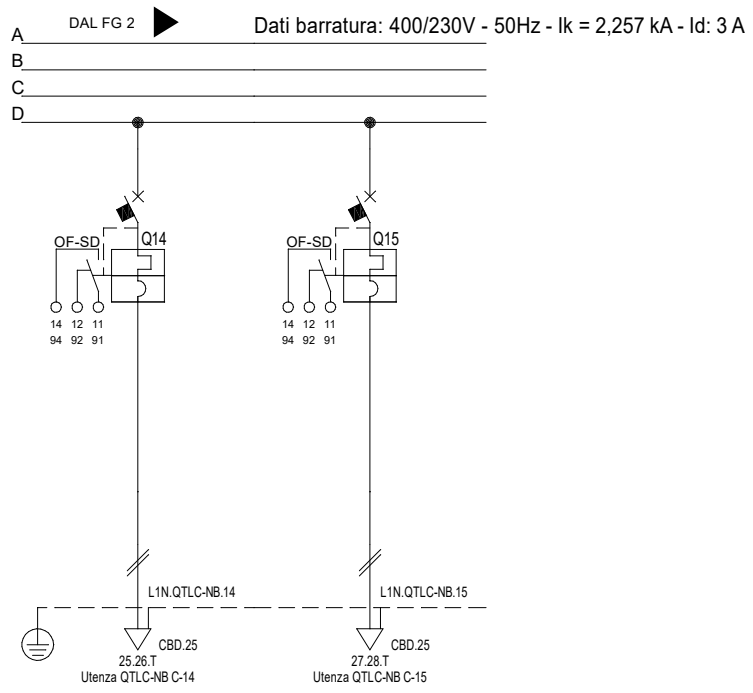 DAL FG 2
Dati barratura: 400/230V - 50Hz - Ik = 2,257 kA - Id: 3 A
A
B
C
D
OF-SD
Q14
OF-SD
Q15
14 12 11
94 92 91
14 12 11
94 92 91
L1N.QTLC-NB.14
L1N.QTLC-NB.15
CBD.25
CBD.25
25.26.T
27.28.T
Utenza QTLC-NB C-14
Utenza QTLC-NB C-15